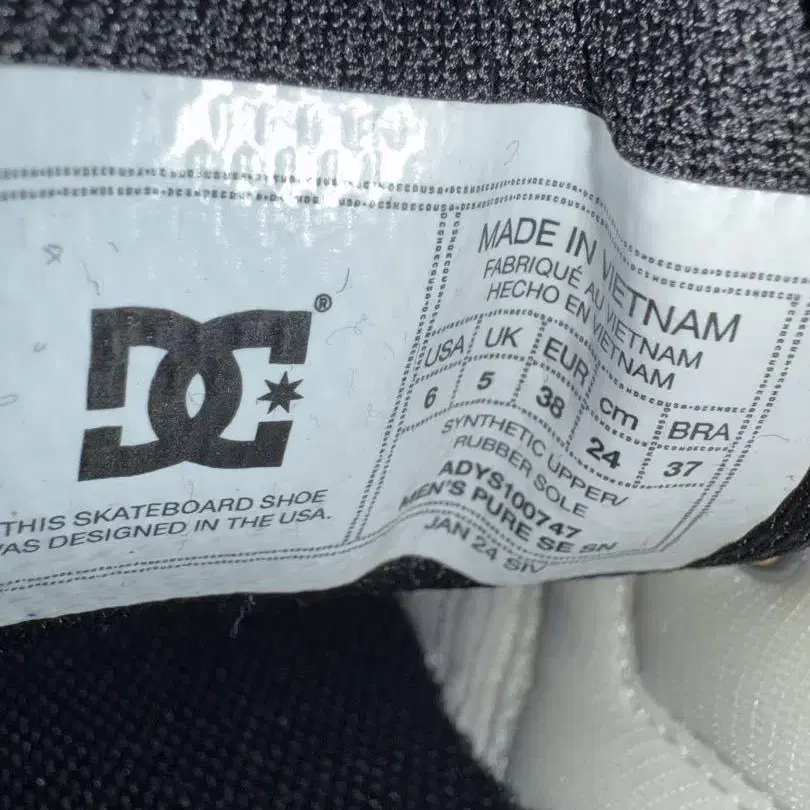 DC®
THIS SKATEBOARD SHOE
WAS DESIGNED IN THE USA.
MADE IN VIETNAM
FABRIQUÉ AU VIETNAM
HECHO EN VIETNAM
USA UK EUR cm BRA
6 5 38 24 37
SYNTHETIC UPPER/
RUBBER SOLE
ADYS100747
MEN'S PURE SE SN
JAN 24 SIV